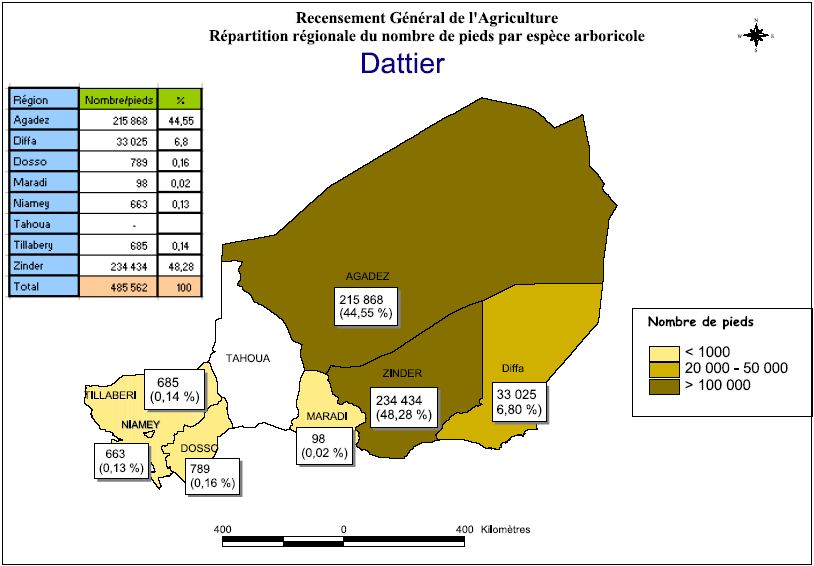 Recensement Général de l'Agriculture
Répartition régionale du nombre de pieds par espèce arboricole
Dattier
N
W
E
S
Région Nombre/pieds %
Agadez 215 868 44,55
Diffa 33 025 6,8
Dosso 789 0,16
Maradi 98 0,02
Niamey 663 0,13
Tahoua -
Tillabery 685 0,14
Zinder 234 434 48,28
Total 485 562 100
AGADEZ
215 868
(44,55 %)
TAHOUA
ZINDER
234 434
(48,28 %)
Diffa
33 025
6,80 %)
TILLABERI
685
(0,14 %)
NIAMEY
663
(0,13 %)
DOSSO
789
(0,16 %)
MARADI
98
(0,02 %)
Nombre de pieds
< 1000
20 000 - 50 000
> 100 000
400 0 400 Kilomètres